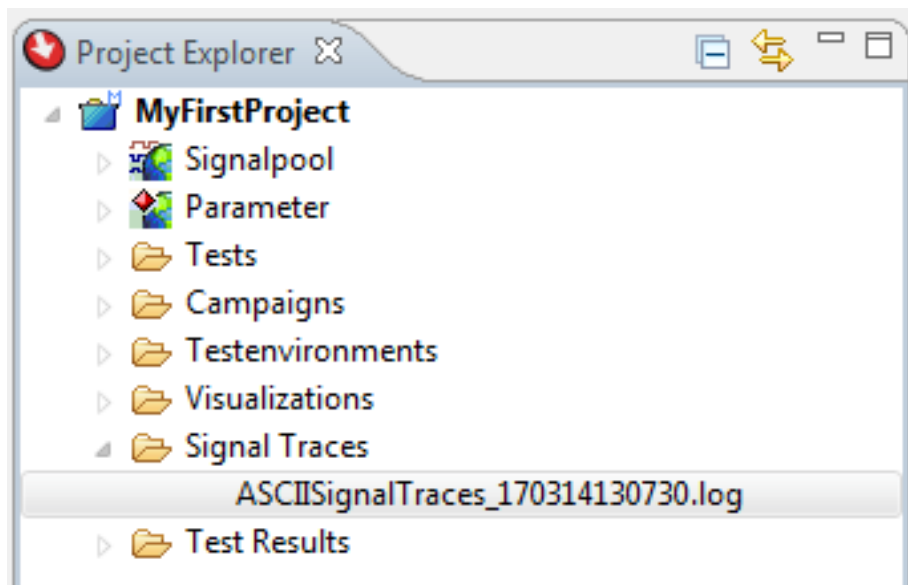 Project Explorer
MyFirstProject
Signalpool
Parameter
Tests
Campaigns
Testenvironments
Visualizations
Signal Traces
ASCIISignalTraces_170314130730.log
Test Results